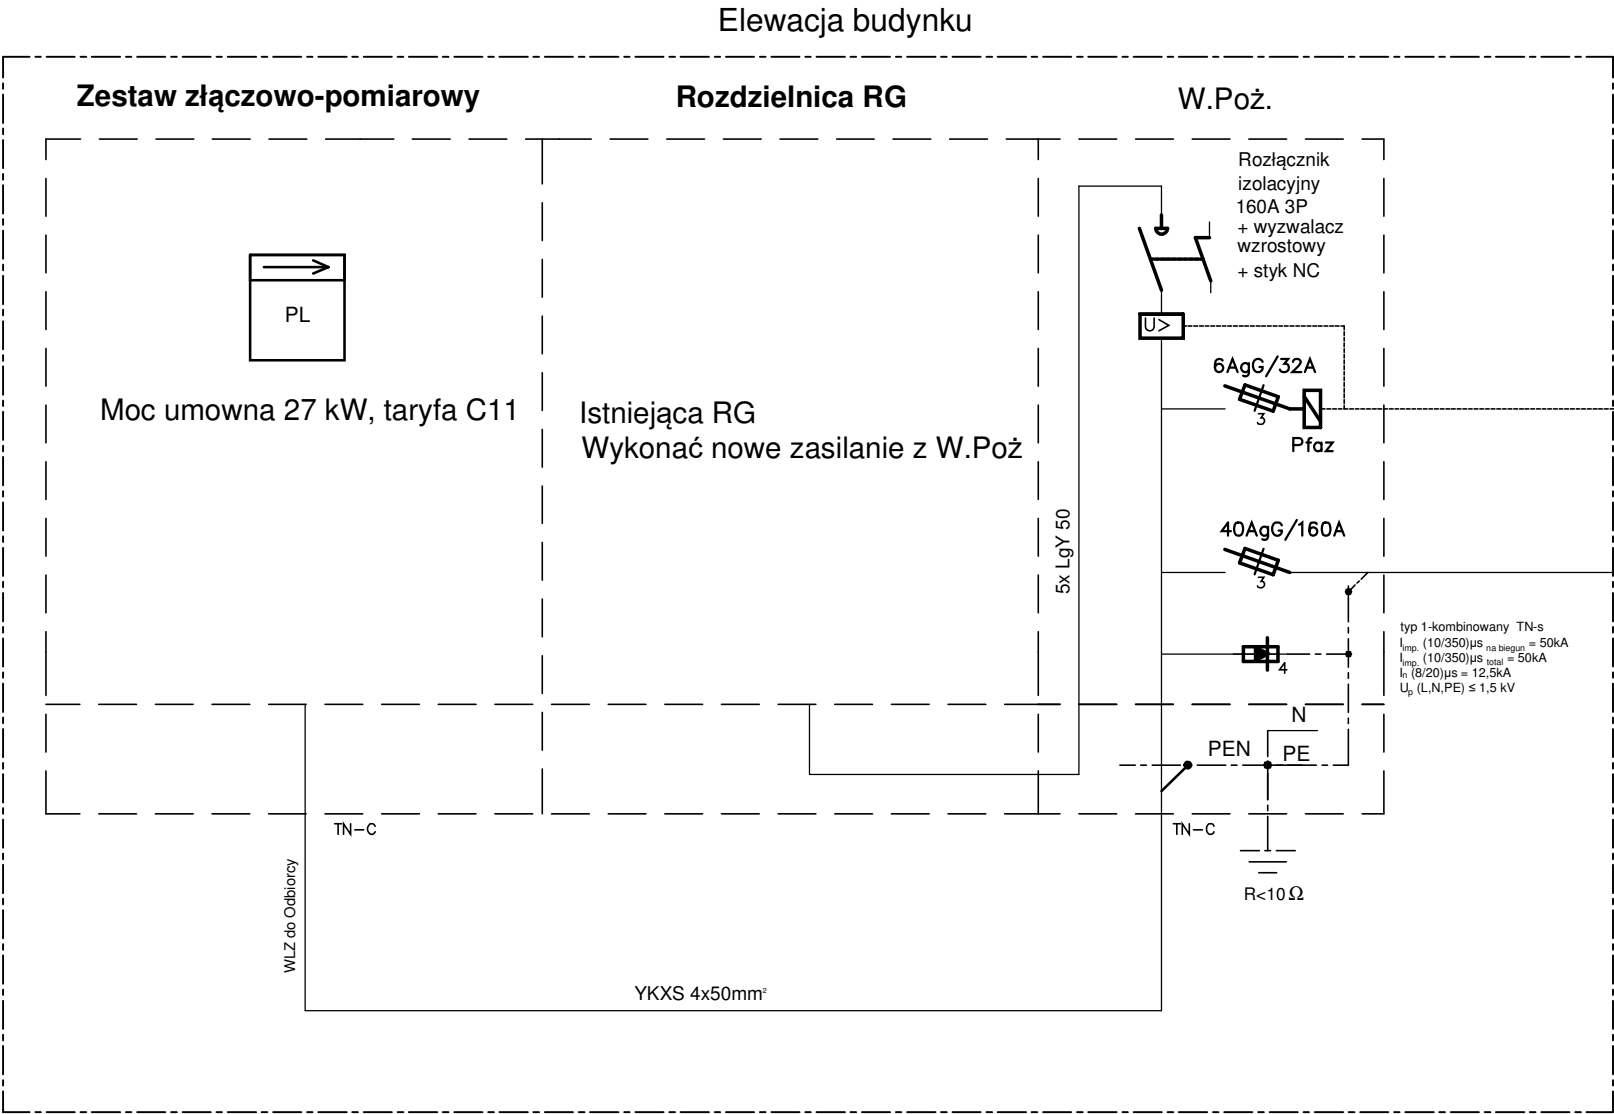 Elewacja budynku
Zestaw złączowo-pomiarowy
Rozdzielnica RG
W.Poż.
Rozłącznik
izolacyjny
160A 3P
+ wyzwalacz
wzrostowy
+ styk NC
PL
U>
6AgG/32A
3
Pfaz
Moc umowna 27 kW, taryfa C11
Istniejąca RG
Wykonać nowe zasilanie z W.Poż
5x LgY 50
40AgG/160A
3
typ 1-kombinowany TN-s
Iimp. (10/350)µs na biegun = 50kA
Iimp. (10/350)µs total = 50kA
In (8/20)µs = 12,5kA
Up (L,N,PE) ≤ 1,5 kV
4
N
PEN
PE
TN-C
TN-C
WLZ do Odbiorcy
R<10 Ω
YKXS 4x50mm²